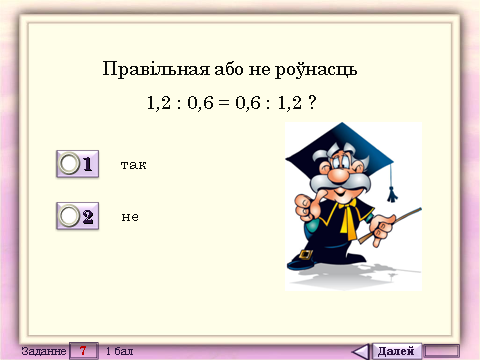 Правільная або не роўнасць
1,2 : 0,6 = 0,6 : 1,2 ?
1 так
2 не
Задание 7 1 бал Далей